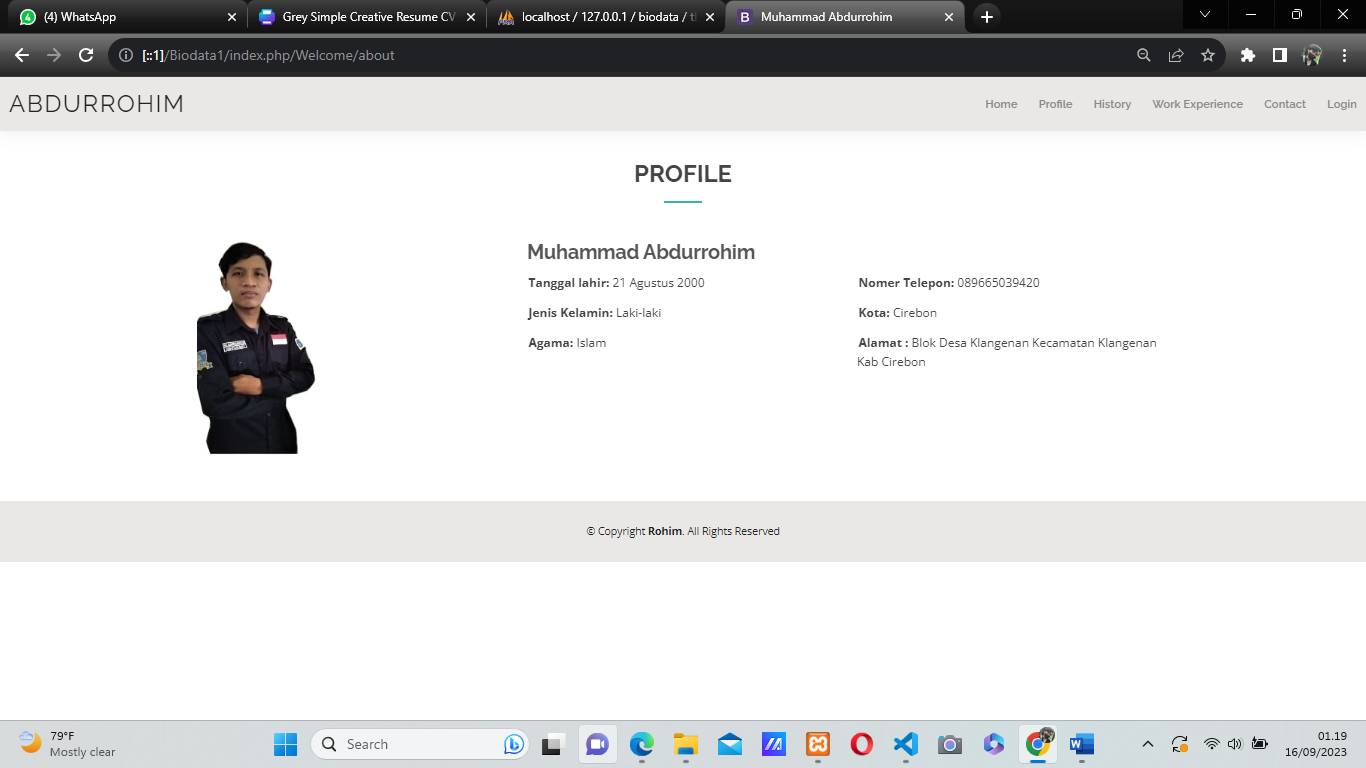 (4) WhatsApp
Grey Simple Creative Resume CV
localhost / 127.0.0.1 / biodata / t
Muhammad Abdurrohim
[::1]/Biodata1/index.php/Welcome/about
ABDURROHIM
Home
Profile
History
Work Experience
Contact
Login
PROFILE
Muhammad Abdurrohim
Tanggal lahir: 21 Agustus 2000
Nomer Telepon: 089665039420
Jenis Kelamin: Laki-laki
Kota: Cirebon
Agama: Islam
Alamat : Blok Desa Klangenan Kecamatan Klangenan
Kab Cirebon
© Copyright Rohim. All Rights Reserved
79°F
Mostly clear
Search
01.19
16/09/2023